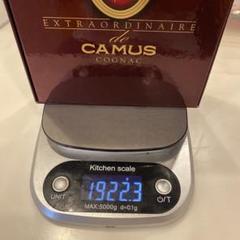 EXTRAORDINAIRE
de
CAMUS
COGNAC
Kitchen scale
1922.3
UNIT
O/T
MAX:5000g d=0.1g